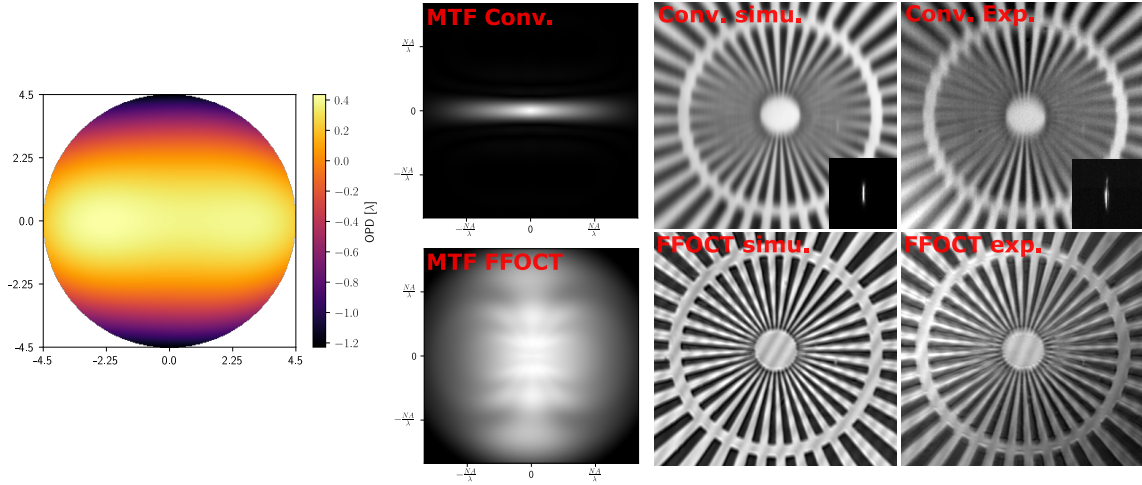 MTF Conv.
Conv. simu.
Conv. Exp.
NA/λ
0
−NA/λ
−NA/λ
0
NA/λ
4.5
2.25
0.0
−2.25
−4.5
−4.5
−2.25
0.0
2.25
4.5
0.4
0.2
0.0
−0.2
−0.4
−0.6
−0.8
−1.0
−1.2
OPD [λ]
MTF FFOCT
FFOCT simu.
FFOCT exp.
NA/λ
0
−NA/λ
−NA/λ
0
NA/λ